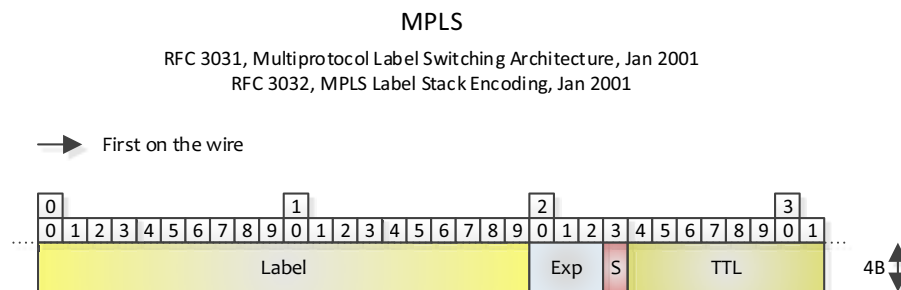 MPLS
RFC 3031, Multiprotocol Label Switching Architecture, Jan 2001
RFC 3032, MPLS Label Stack Encoding, Jan 2001
First on the wire
0 1 2 3
0 1 2 3 4 5 6 7 8 9 0 1 2 3 4 5 6 7 8 9 0 1 2 3 4 5 6 7 8 9 0 1
Label Exp S TTL 4B